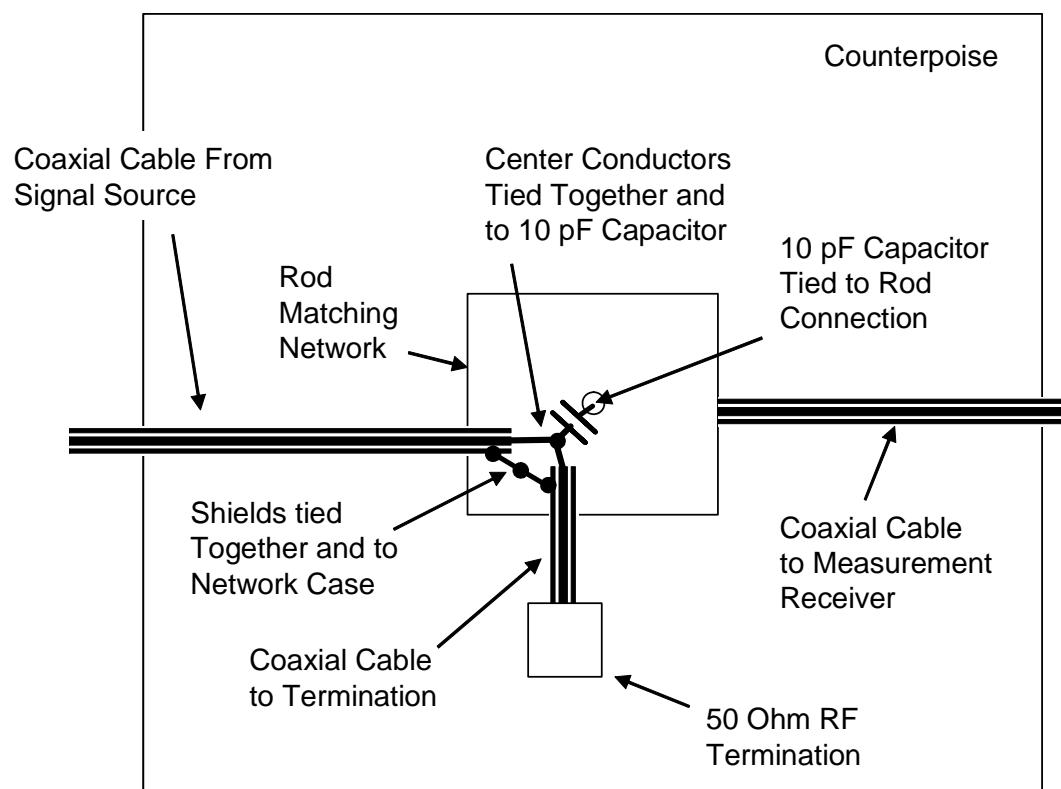 Counterpoise
Coaxial Cable From
Signal Source
Center Conductors
Tied Together and
to 10 pF Capacitor
10 pF Capacitor
Tied to Rod
Connection
Rod
Matching
Network
Shields tied
Together and to
Network Case
Coaxial Cable
to Measurement
Receiver
Coaxial Cable
to Termination
50 Ohm RF
Termination